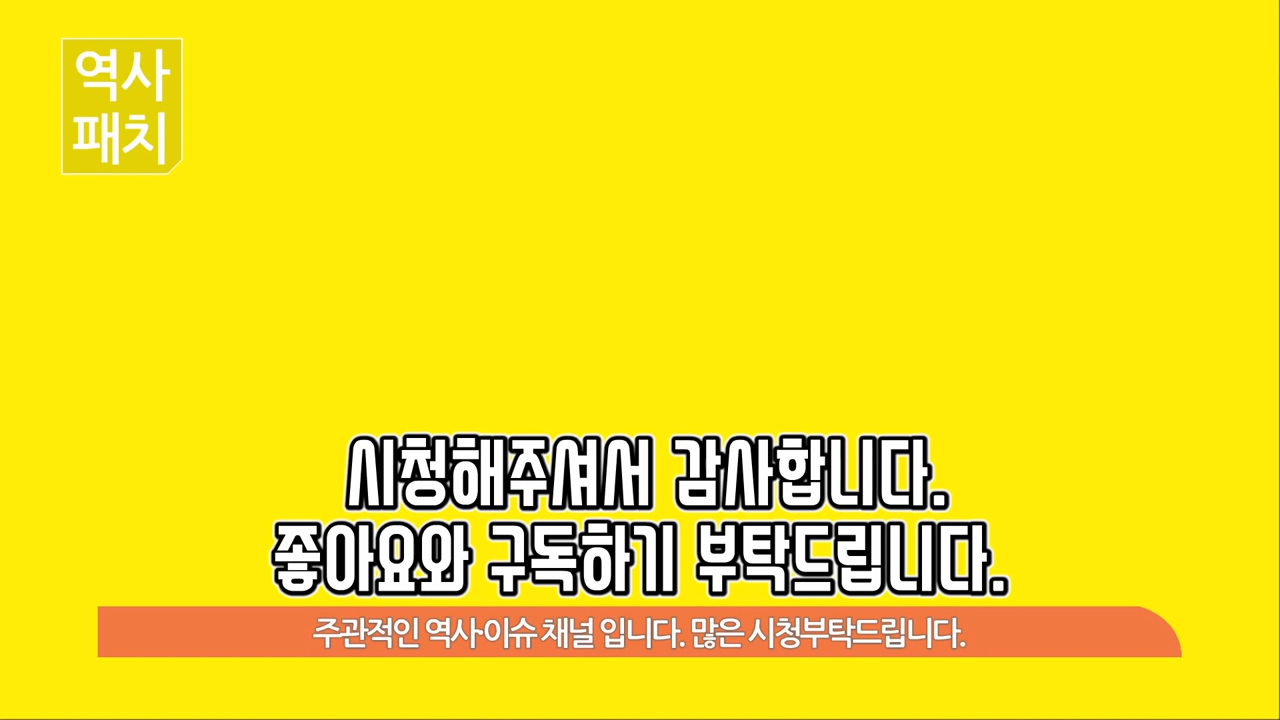 역사
패치
시청해주셔서 감사합니다.
좋아요와 구독하기 부탁드립니다.
주관적인 역사·이슈 채널 입니다. 많은 시청부탁드립니다.